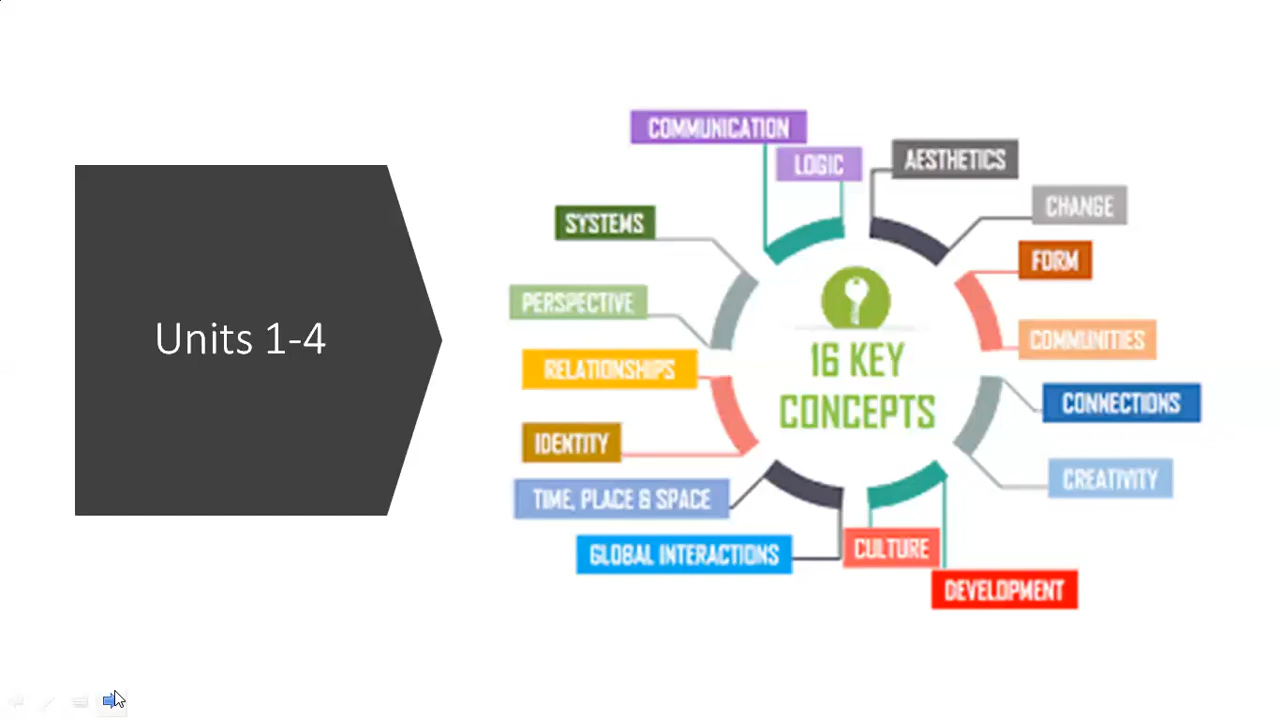 Units 1-4
COMMUNICATION
LOGIC
AESTHETICS
CHANGE
SYSTEMS
FORM
PERSPECTIVE
COMMUNITIES
RELATIONSHIPS
CONNECTIONS
IDENTITY
CREATIVITY
TIME, PLACE & SPACE
GLOBAL INTERACTIONS
CULTURE
DEVELOPMENT
16 KEY
CONCEPTS